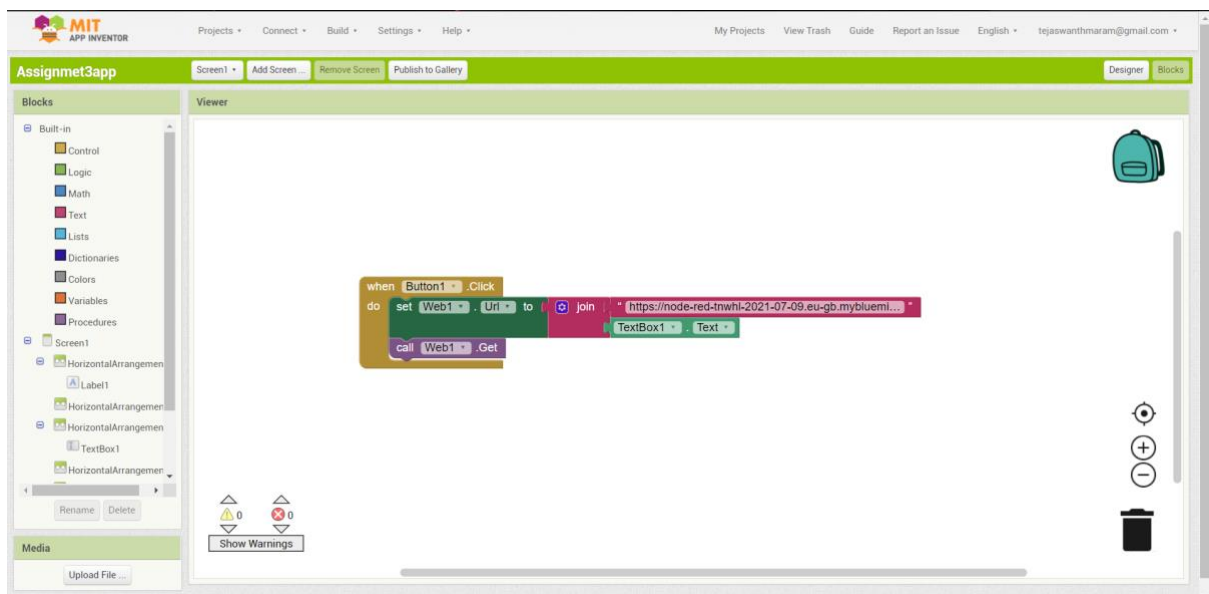 MIT
APP INVENTOR
Projects
Connect
Build
Settings
Help
My Projects
View Trash
Guide
Report an Issue
English
tejaswanthmaram@gmail.com
Assignmet3app
Screen1
Add Screen ...
Remove Screen
Publish to Gallery
Designer
Blocks
Blocks
Built-in
Control
Logic
Math
Text
Lists
Dictionaries
Colors
Variables
Procedures
Screen1
HorizontalArrangemen
Label1
HorizontalArrangemen
HorizontalArrangemen
TextBox1
HorizontalArrangemen
Rename
Delete
Media
Upload File ...
Viewer
when Button1 .Click
do set Web1 . Url to join " https://node-red-tnwhl-2021-07-09.eu-gb.mybluemi... "
TextBox1 . Text
call Web1 .Get
0
0
Show Warnings